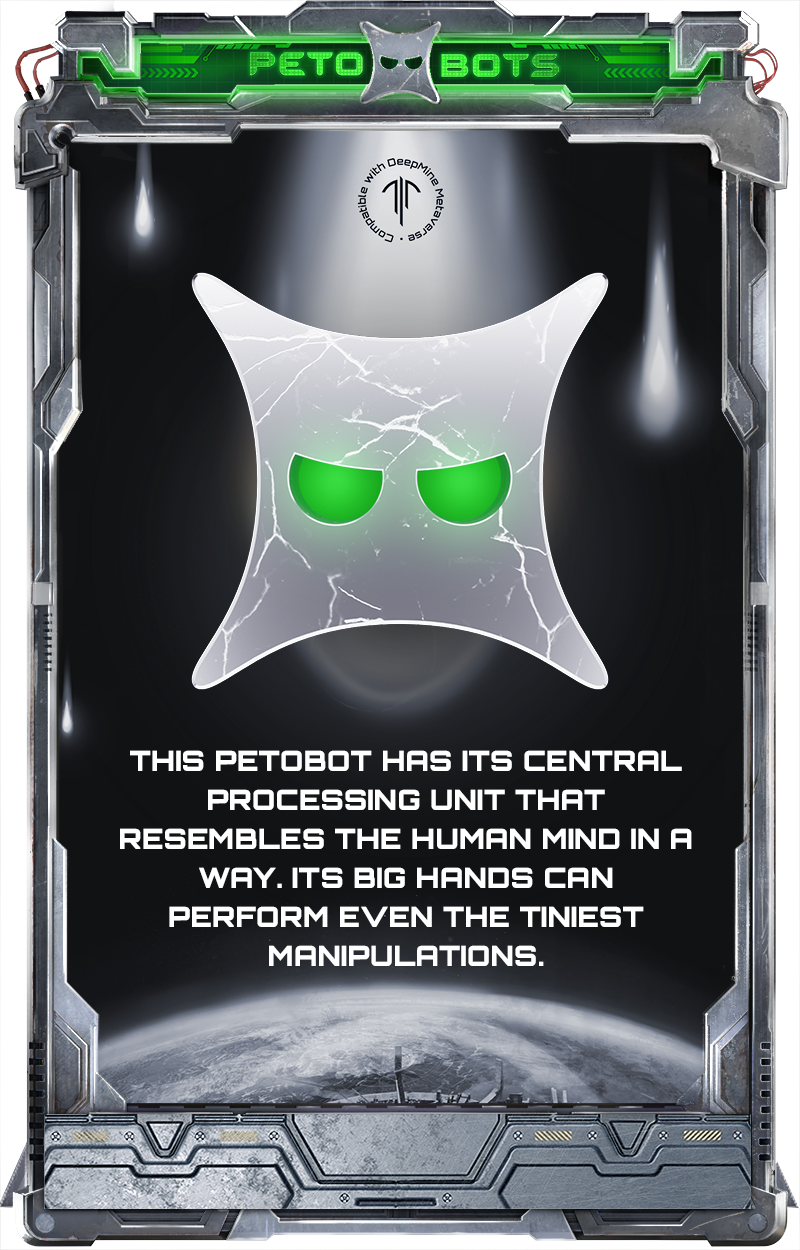 PETO BOTS
Compatible with DeepMine Metaverse •
THIS PETOBOT HAS ITS CENTRAL
PROCESSING UNIT THAT
RESEMBLES THE HUMAN MIND IN A
WAY. ITS BIG HANDS CAN
PERFORM EVEN THE TINIEST
MANIPULATIONS.